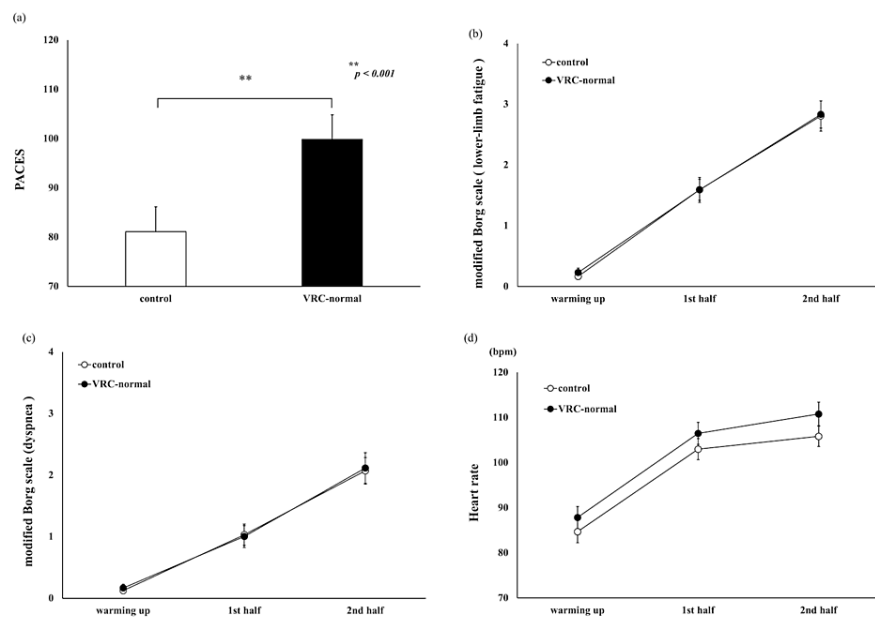 (a)
120
110
100
90
80
70
PACES
**
**
p < 0.001
control
VRC-normal
(b)
4
3
2
1
0
modified Borg scale ( lower-limb fatigue )
control
VRC-normal
warming up
1st half
2nd half
(c)
4
3
2
1
0
modified Borg scale (dyspnea )
control
VRC-normal
warming up
1st half
2nd half
(d)
(bpm)
120
110
100
90
80
70
Heart rate
control
VRC-normal
warming up
1st half
2nd half